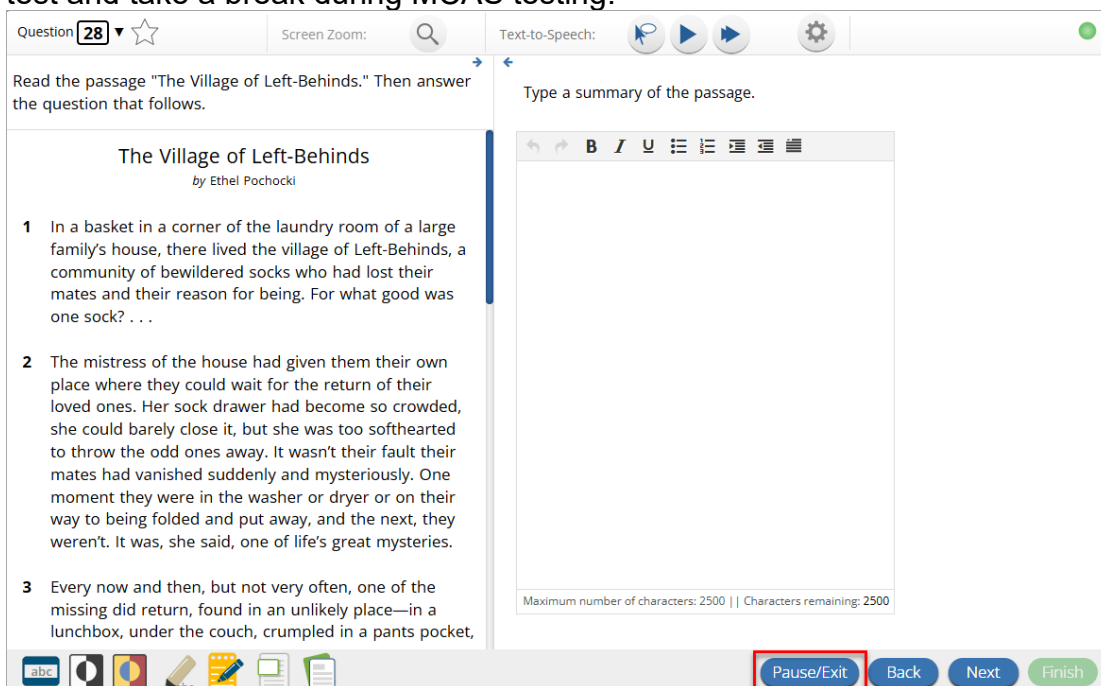 test and take a break during MCAS testing.
Question 28 ▼
Screen Zoom:
Text-to-Speech:
Read the passage "The Village of Left-Behinds." Then answer
the question that follows.
The Village of Left-Behinds
by Ethel Pochocki
1 In a basket in a corner of the laundry room of a large
family's house, there lived the village of Left-Behinds, a
community of bewildered socks who had lost their
mates and their reason for being. For what good was
one sock? . . .
2 The mistress of the house had given them their own
place where they could wait for the return of their
loved ones. Her sock drawer had become so crowded,
she could barely close it, but she was too softhearted
to throw the odd ones away. It wasn't their fault their
mates had vanished suddenly and mysteriously. One
moment they were in the washer or dryer or on their
way to being folded and put away, and the next, they
weren't. It was, she said, one of life's great mysteries.
3 Every now and then, but not very often, one of the
missing did return, found in an unlikely place—in a
lunchbox, under the couch, crumpled in a pants pocket,
Type a summary of the passage.
B I U
Maximum number of characters: 2500 || Characters remaining: 2500
abc
Pause/Exit
Back
Next
Finish